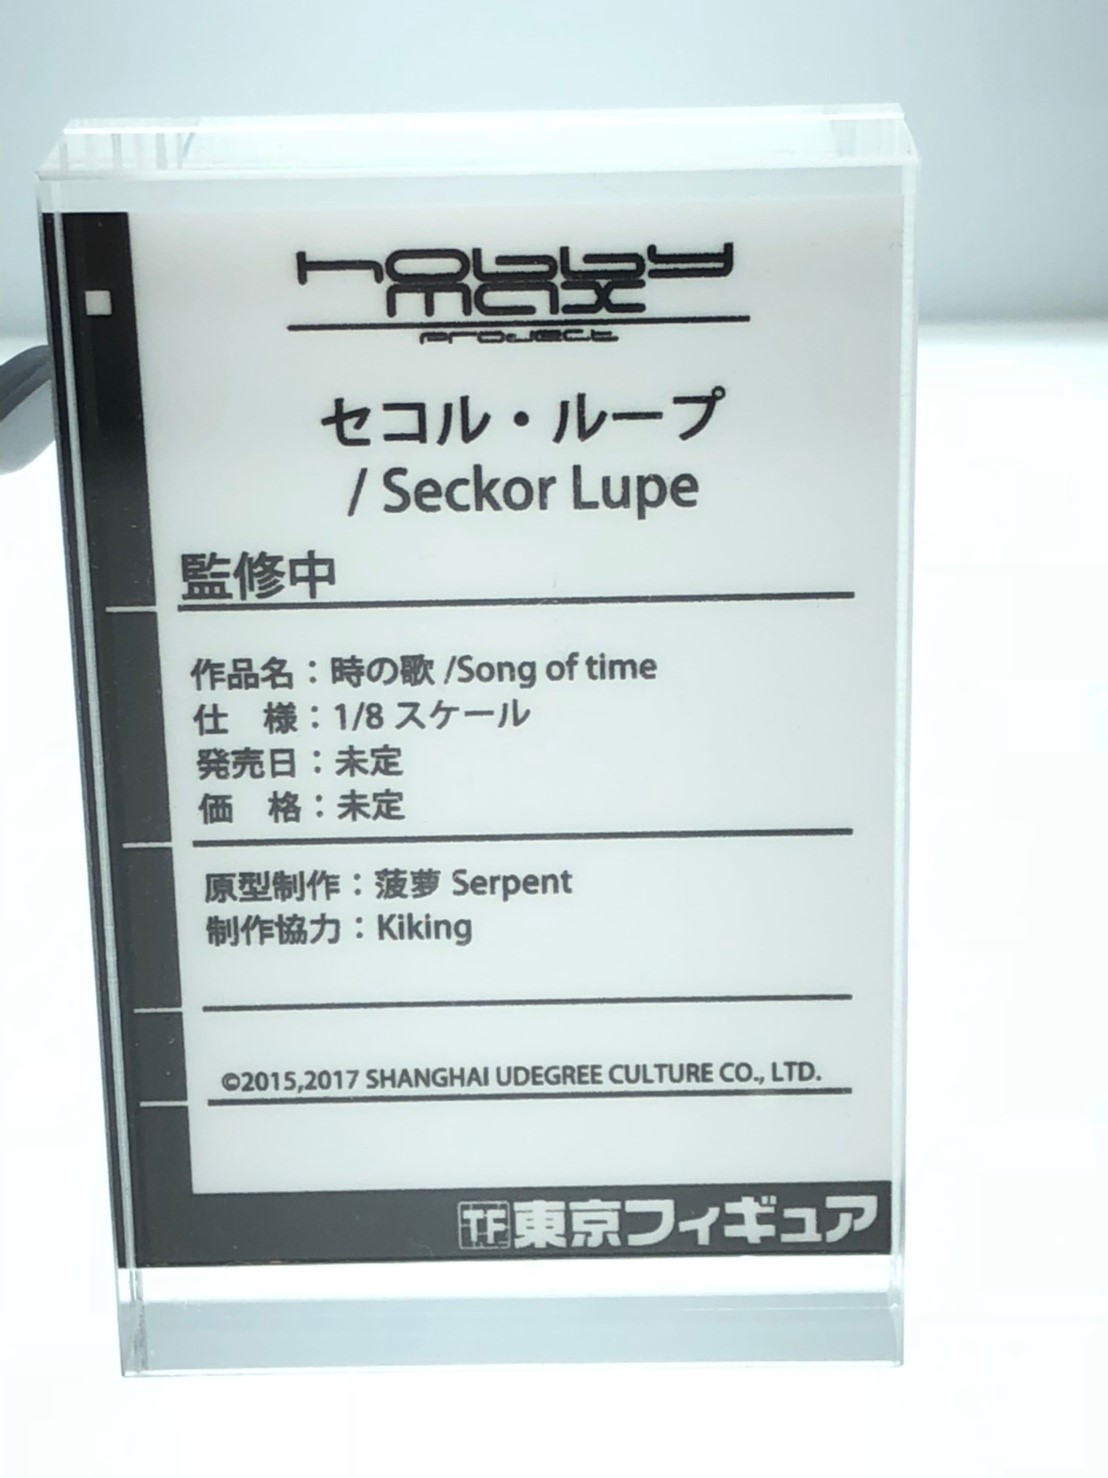 hobby
max
project
セコル・ループ
/ Seckor Lupe
監修中
作品名：時の歌 /Song of time
仕　様：1/8 スケール
発売日：未定
価　格：未定
原型制作：菠萝 Serpent
制作協力：Kiking
©2015,2017 SHANGHAI UDEGREE CULTURE CO., LTD.
TF 東京フィギュア